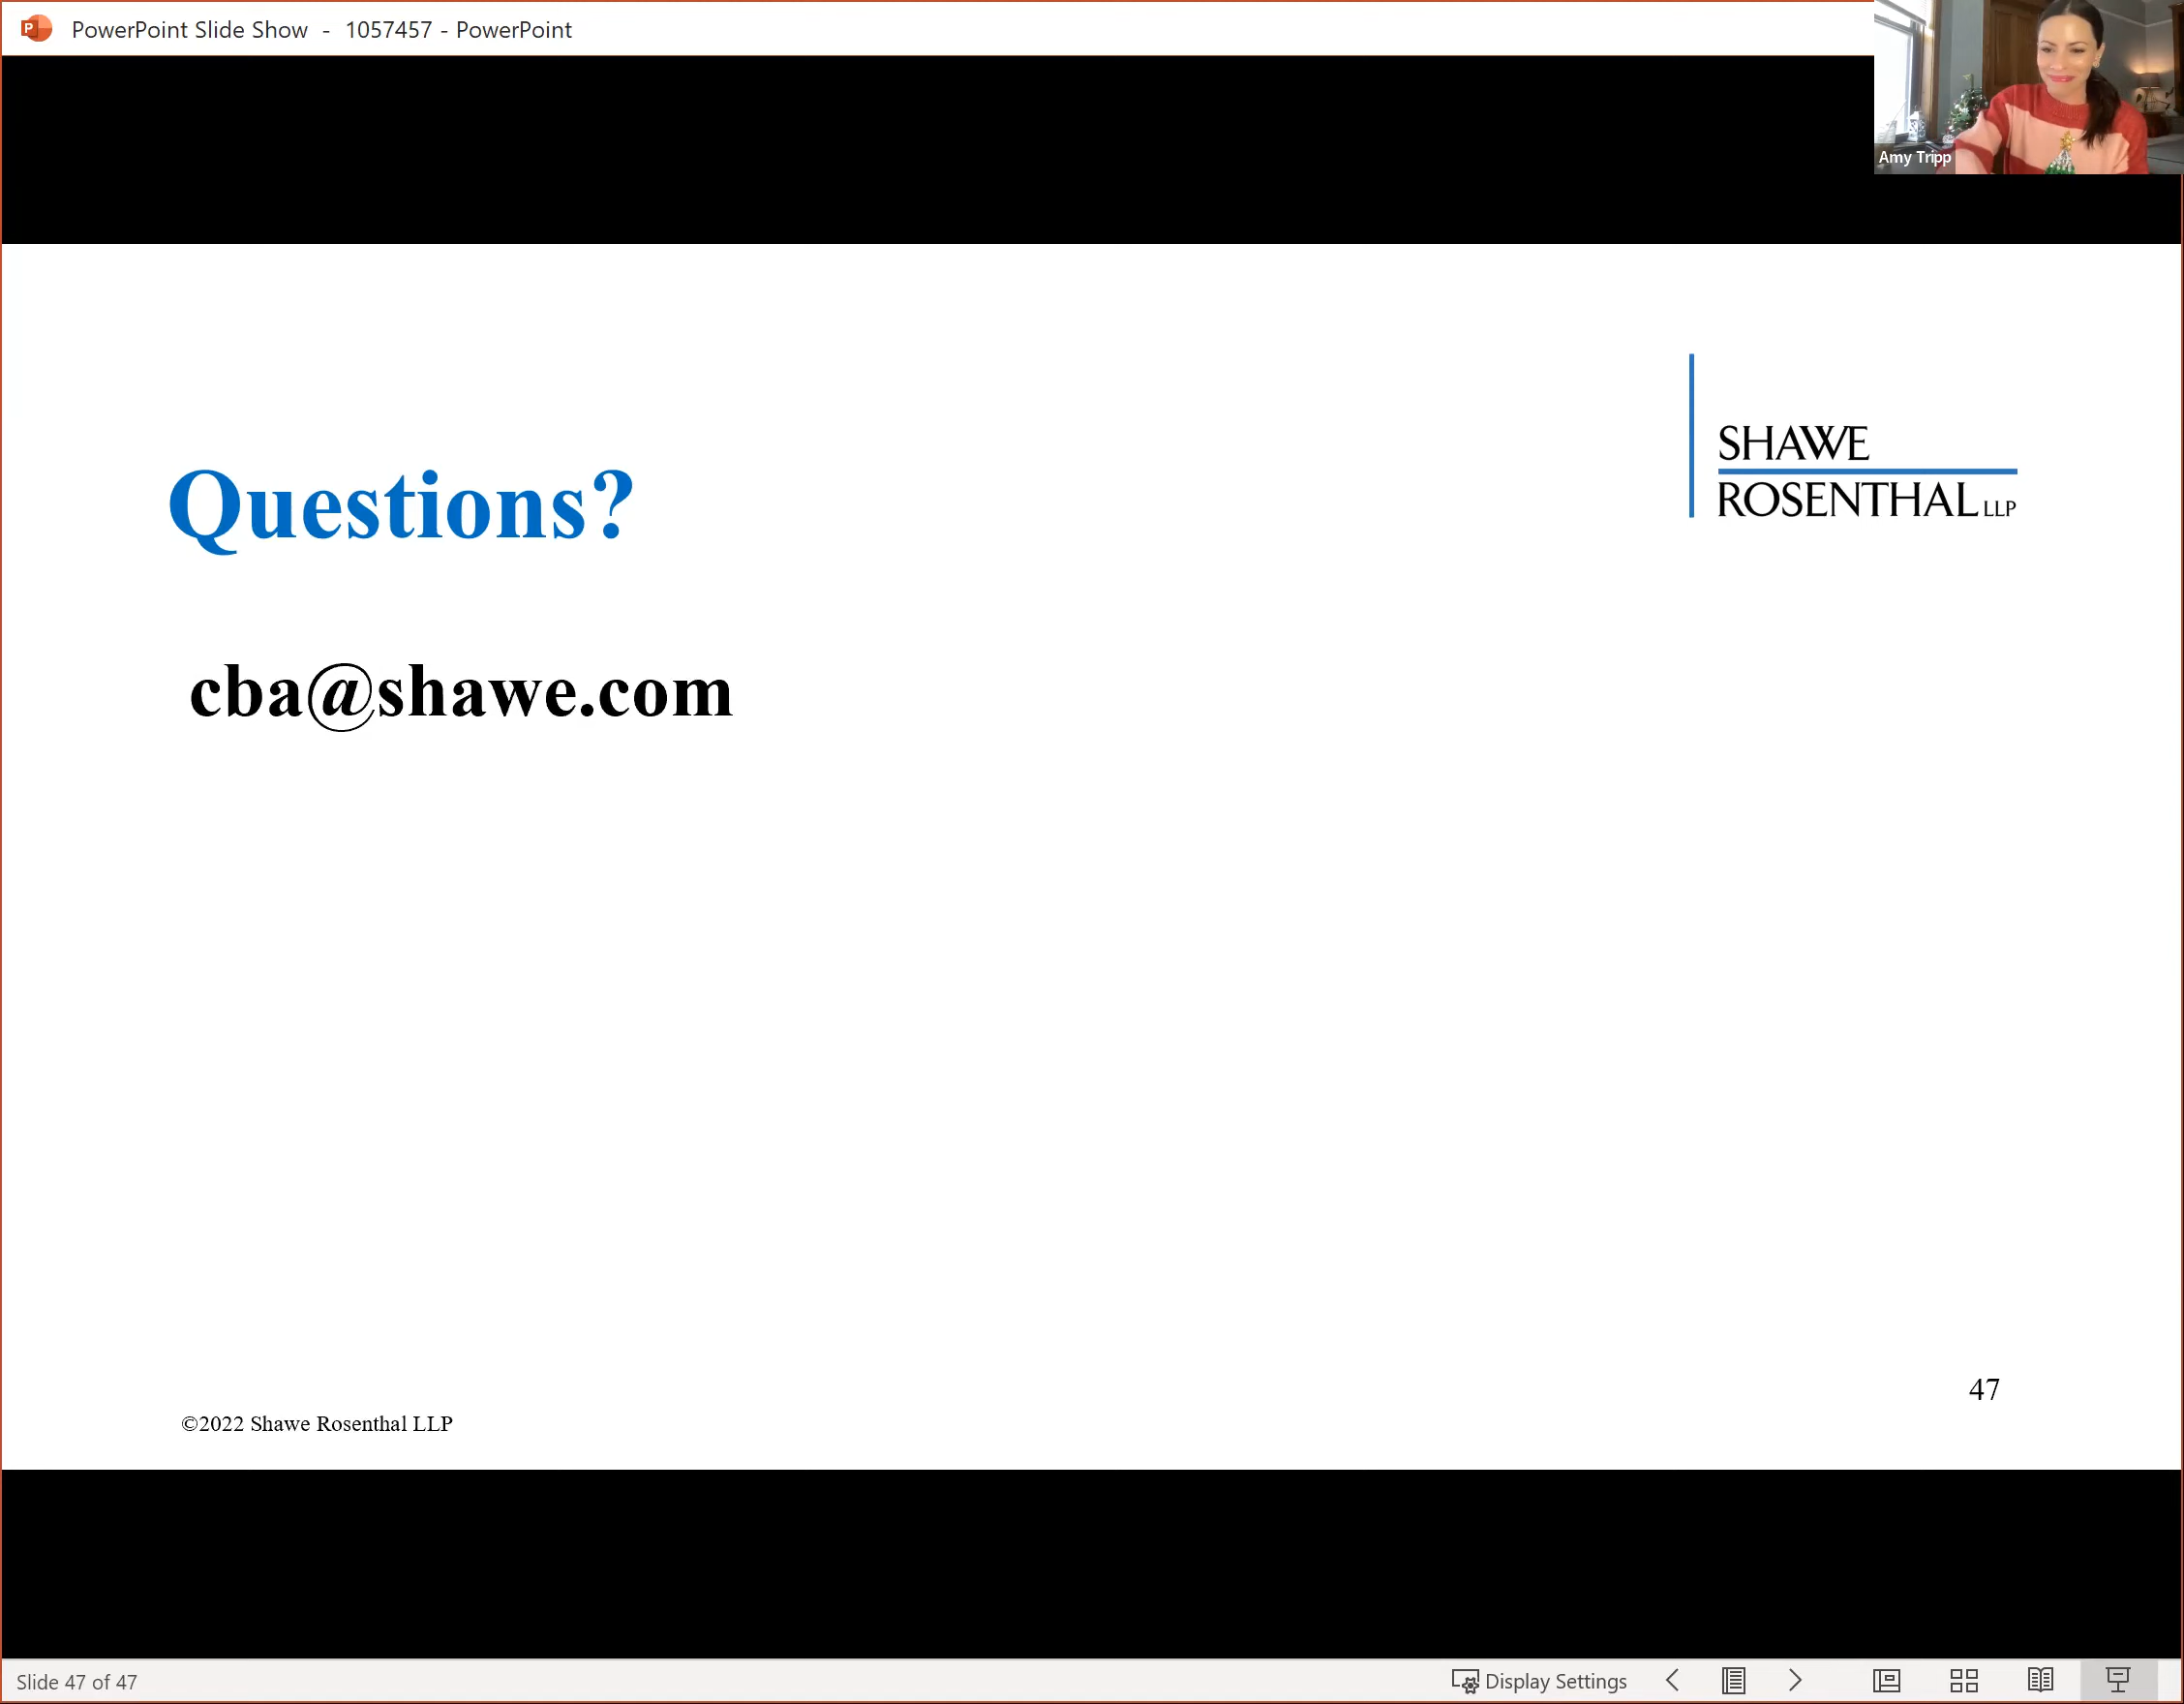 PowerPoint Slide Show - 1057457 - PowerPoint
Amy Tripp
SHAWE
ROSENTHAL LLP
Questions?
cba@shawe.com
47
©2022 Shawe Rosenthal LLP
Slide 47 of 47
Display Settings